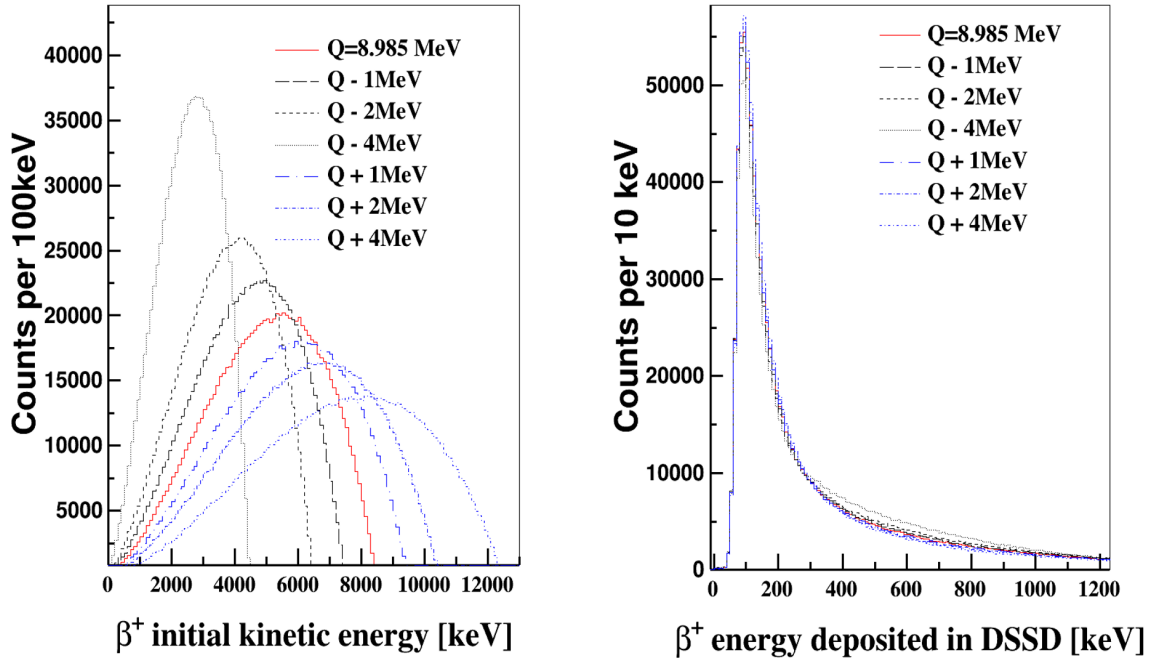 40000
35000
30000
25000
20000
15000
10000
5000
Counts per 100keV
Q=8.985 MeV
Q - 1MeV
Q - 2MeV
Q - 4MeV
Q + 1MeV
Q + 2MeV
Q + 4MeV
0 2000 4000 6000 8000 10000 12000
β+ initial kinetic energy [keV]
50000
40000
30000
20000
10000
0
Counts per 10 keV
Q=8.985 MeV
Q - 1MeV
Q - 2MeV
Q - 4MeV
Q + 1MeV
Q + 2MeV
Q + 4MeV
0 200 400 600 800 1000 1200
β+ energy deposited in DSSD [keV]